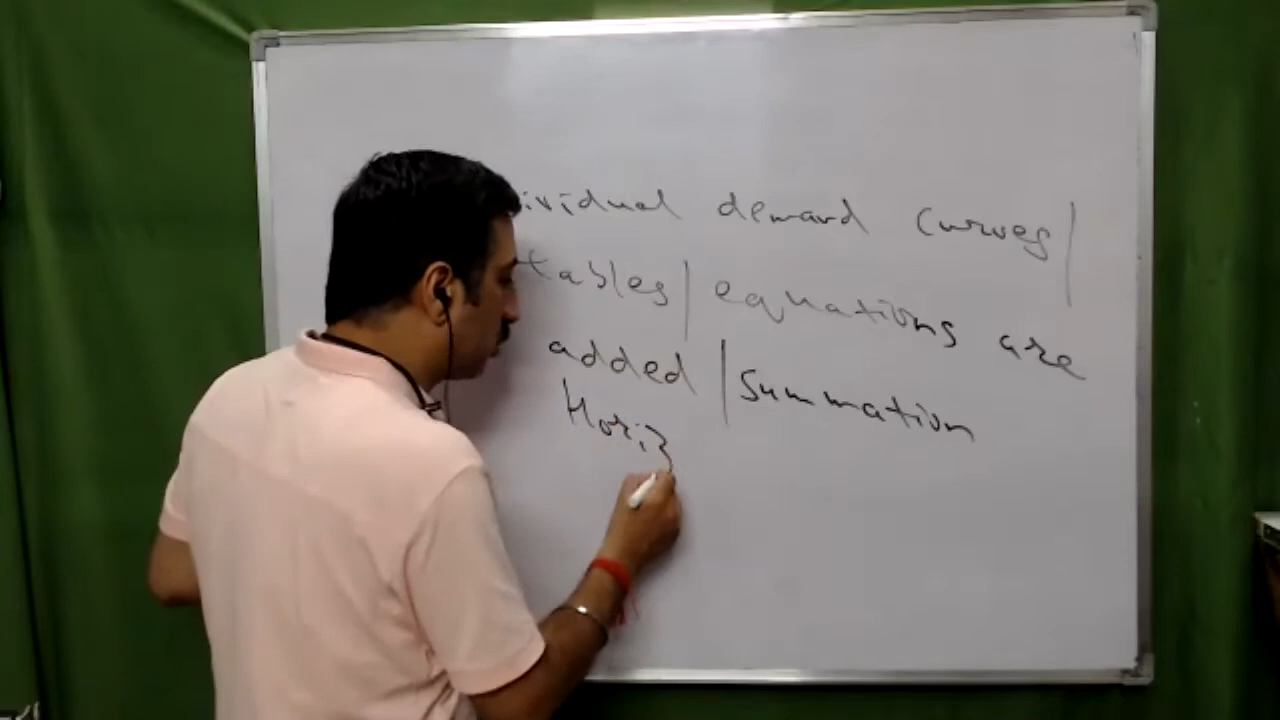 ividual demand curves/
tables/equations are
added/summation
Horiz